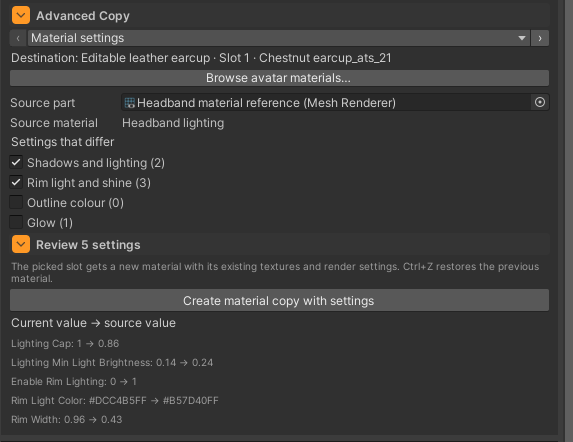 Advanced Copy
‹ Material settings ›
Destination: Editable leather earcup · Slot 1 · Chestnut earcup_ats_21
Browse avatar materials...
Source part Headband material reference (Mesh Renderer)
Source material Headband lighting
Settings that differ
Shadows and lighting (2)
Rim light and shine (3)
Outline colour (0)
Glow (1)
Review 5 settings
The picked slot gets a new material with its existing textures and render settings. Ctrl+Z restores the previous
material.
Create material copy with settings
Current value → source value
Lighting Cap: 1 → 0.86
Lighting Min Light Brightness: 0.14 → 0.24
Enable Rim Lighting: 0 → 1
Rim Light Color: #DCC4B5FF → #B57D40FF
Rim Width: 0.96 → 0.43